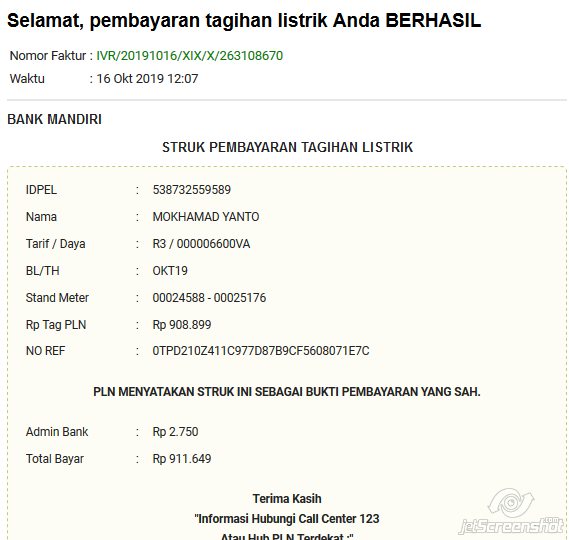 Selamat, pembayaran tagihan listrik Anda BERHASIL
Nomor Faktur : IVR/20191016/XIX/X/263108670
Waktu : 16 Okt 2019 12:07
BANK MANDIRI
STRUK PEMBAYARAN TAGIHAN LISTRIK
IDPEL : 538732559589
Nama : MOKHAMAD YANTO
Tarif / Daya : R3 / 000006600VA
BL/TH : OKT19
Stand Meter : 00024588 - 00025176
Rp Tag PLN : Rp 908.899
NO REF : 0TPD210Z411C977D87B9CF5608071E7C
PLN MENYATAKAN STRUK INI SEBAGAI BUKTI PEMBAYARAN YANG SAH.
Admin Bank : Rp 2.750
Total Bayar : Rp 911.649
Terima Kasih
"Informasi Hubungi Call Center 123
Atau Hub PLN Terdekat :"
jetScreenshot.com